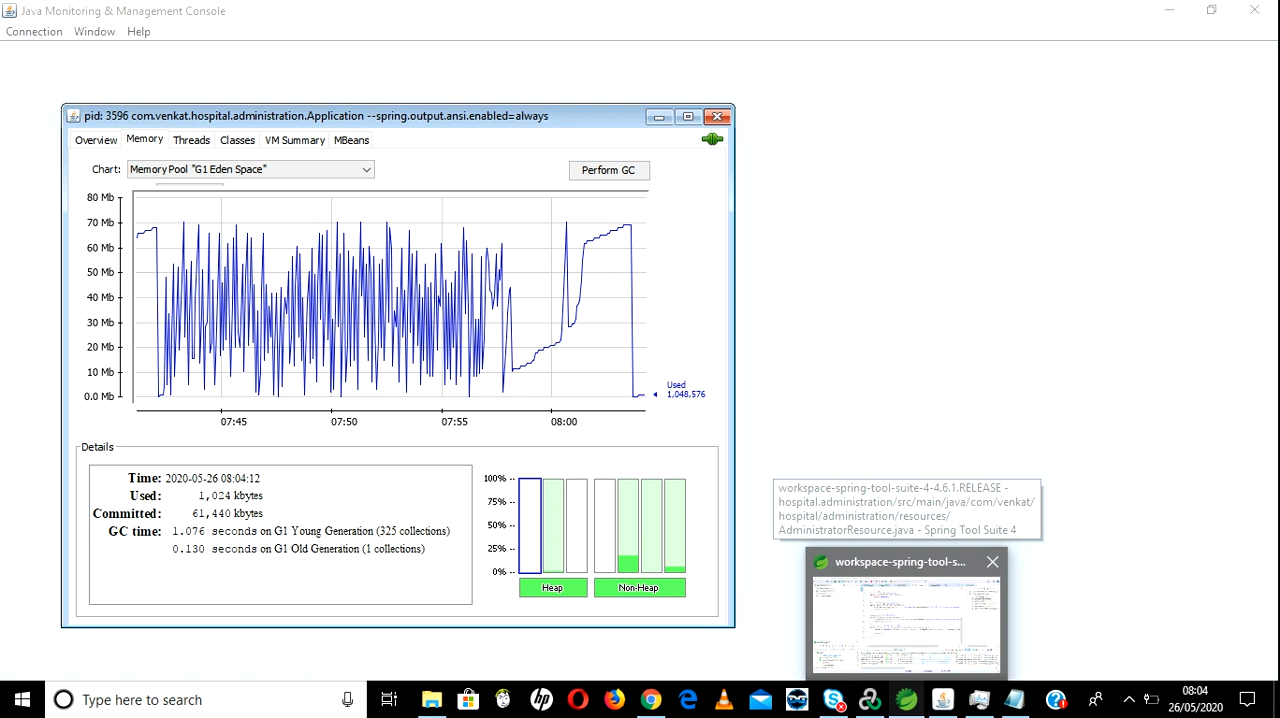 Java Monitoring & Management Console
Connection Window Help
pid: 3596 com.venkat.hospital.administration.Application --spring.output.ansi.enabled=always
Overview Memory Threads Classes VM Summary MBeans
Chart: Memory Pool "G1 Eden Space" Perform GC
80 Mb
70 Mb
60 Mb
50 Mb
40 Mb
30 Mb
20 Mb
10 Mb
0.0 Mb
Used
1,048,576
07:45 07:50 07:55 08:00
Details
Time: 2020-05-26 08:04:12
Used: 1,024 kbytes
Committed: 61,440 kbytes
GC time: 0.076 seconds on G1 Young Generation (325 collections)
0.130 seconds on G1 Old Generation (1 collections)
100% --
75% --
50% --
25% --
0% --
Heap Non-Heap
workspace-spring-tool-suite-4-4.6.1.RELEASE -
hospital.administration/src/main/java/com/venkat/
hospital/administration/resources/
AdministratorResource.java - Spring Tool Suite 4
workspace-spring-tool-s...
Type here to search
08:04
26/05/2020